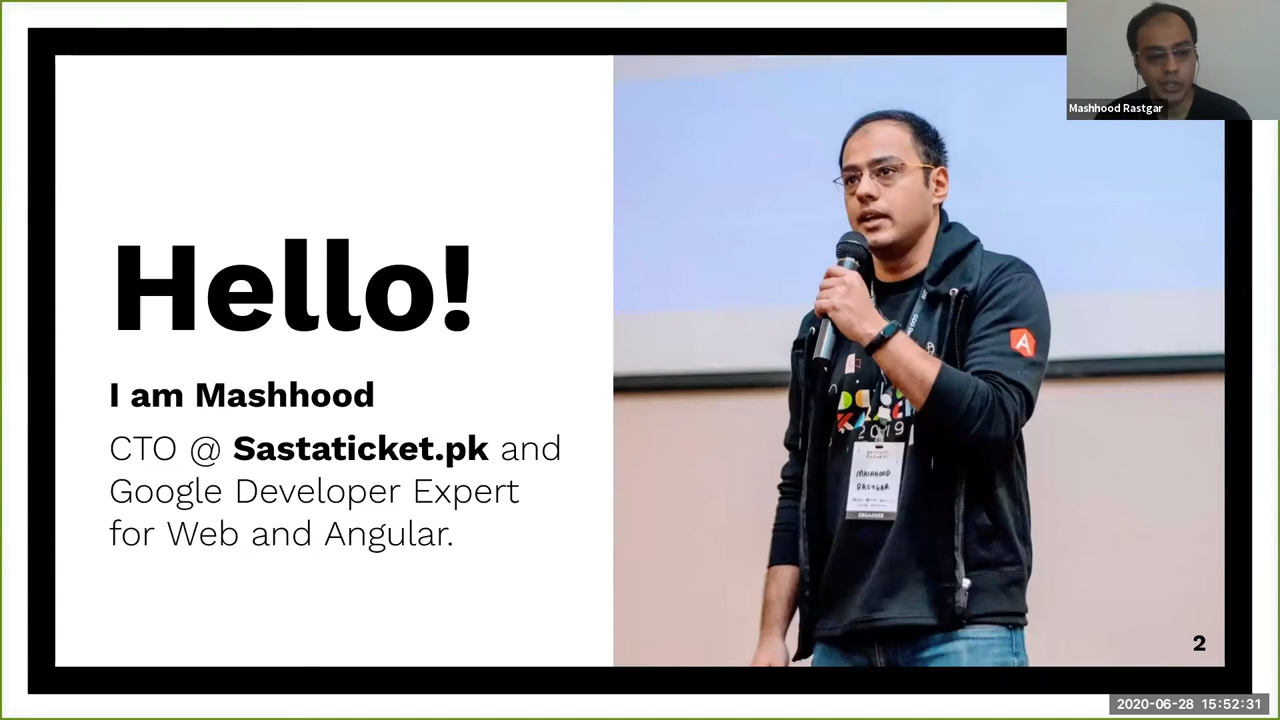 Mashhood Rastgar
Hello!
I am Mashhood
CTO @ Sastaticket.pk and
Google Developer Expert
for Web and Angular.
A
2019
MASHHOOD
RASTGAR
ORGANISER
2
2020-06-28 15:52:31